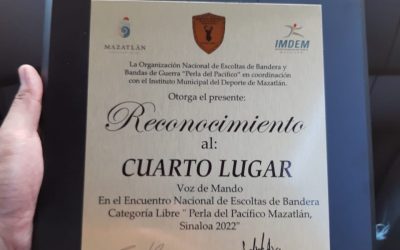 MAZATLÁN
IMDEM
La Organización Nacional de Escoltas de Bandera y
Bandas de Guerra "Perla del Pacífico" en coordinación
con el Instituto Municipal del Deporte de Mazatlán.
Otorga el presente:
Reconocimiento
al:
CUARTO LUGAR
Voz de Mando
En el Encuentro Nacional de Escoltas de Bandera
Categoría Libre " Perla del Pacífico Mazatlán,
Sinaloa 2022"